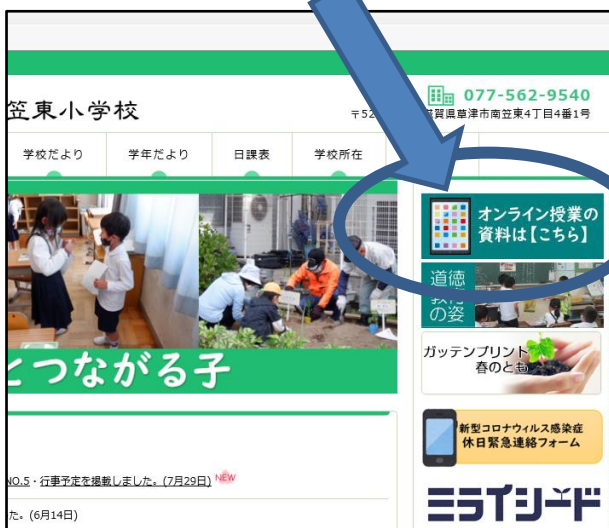 077-562-9540
笠東小学校
〒52
賀県草津市南笠東4丁目4番1号
学校だより
学年だより
日課表
学校所在
オンライン授業の
資料は【こちら】
道徳
教育
の姿
とつながる子
ガッテンプリント
春のとも
新型コロナウィルス感染症
休日緊急連絡フォーム
NO.5・行事予定を掲載しました。(7月29日) NEW
た。(6月14日)
ミライシード